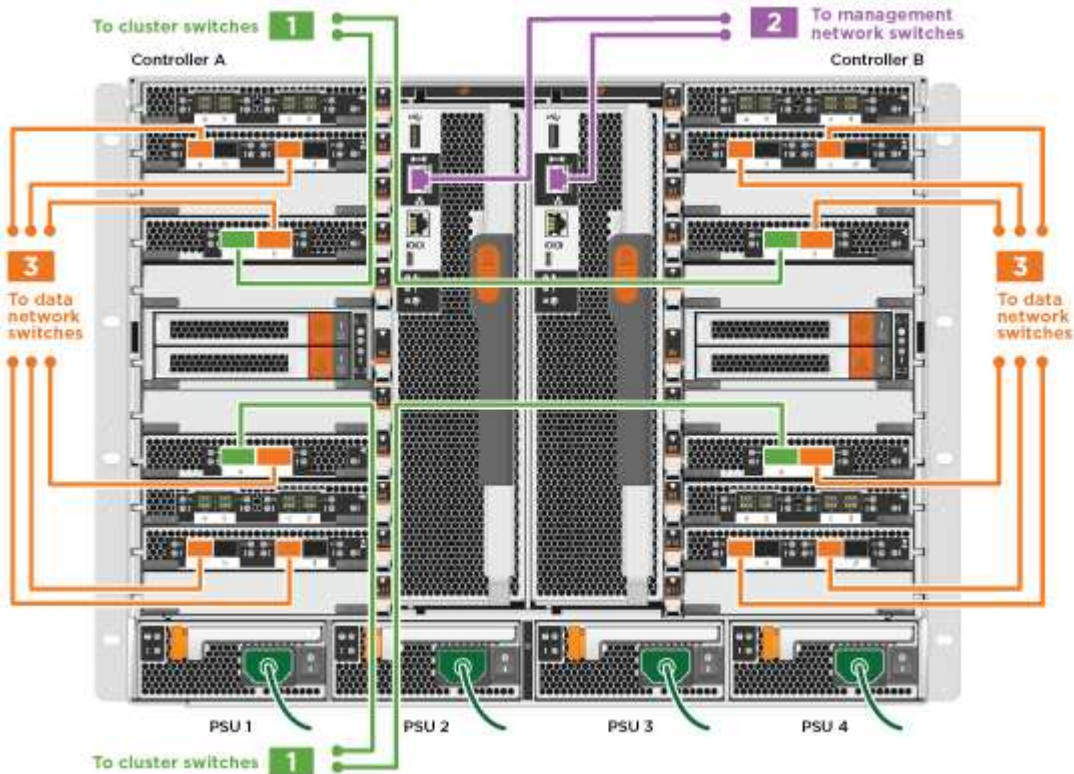 To cluster switches 1
2 To management
network switches
Controller A
Controller B
3
To data
network
switches
3
To data
network
switches
PSU 1
PSU 2
PSU 3
PSU 4
To cluster switches 1